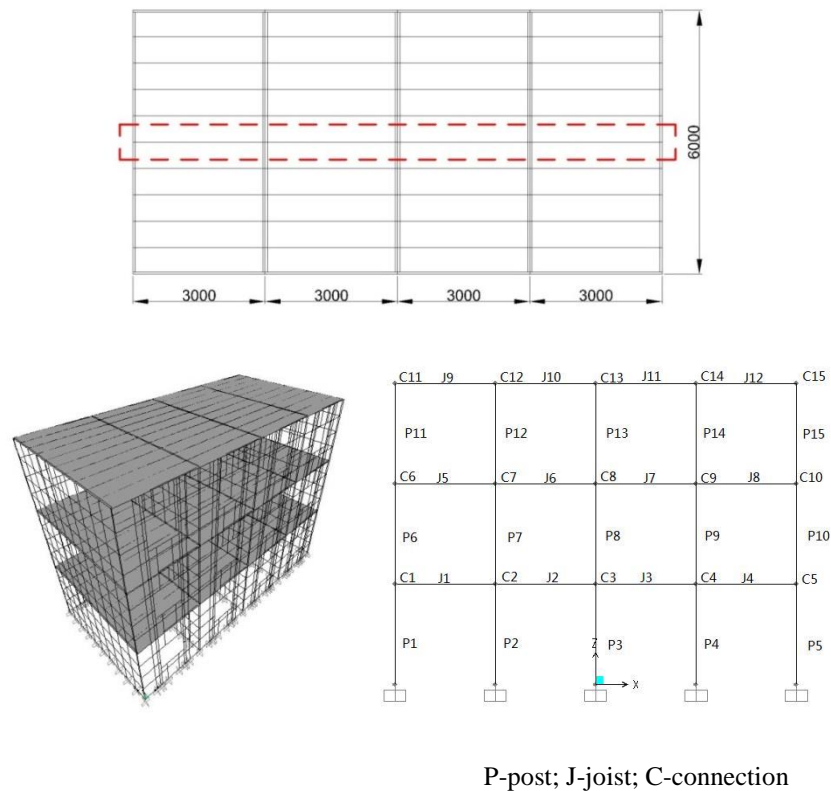 6000
3000 3000 3000 3000
C11 J9 C12 J10 C13 J11 C14 J12 C15
P11 P12 P13 P14 P15
C6 J5 C7 J6 C8 J7 C9 J8 C10
P6 P7 P8 P9 P10
C1 J1 C2 J2 C3 J3 C4 J4 C5
P1 P2 Z P3 P4 P5
X
P-post; J-joist; C-connection